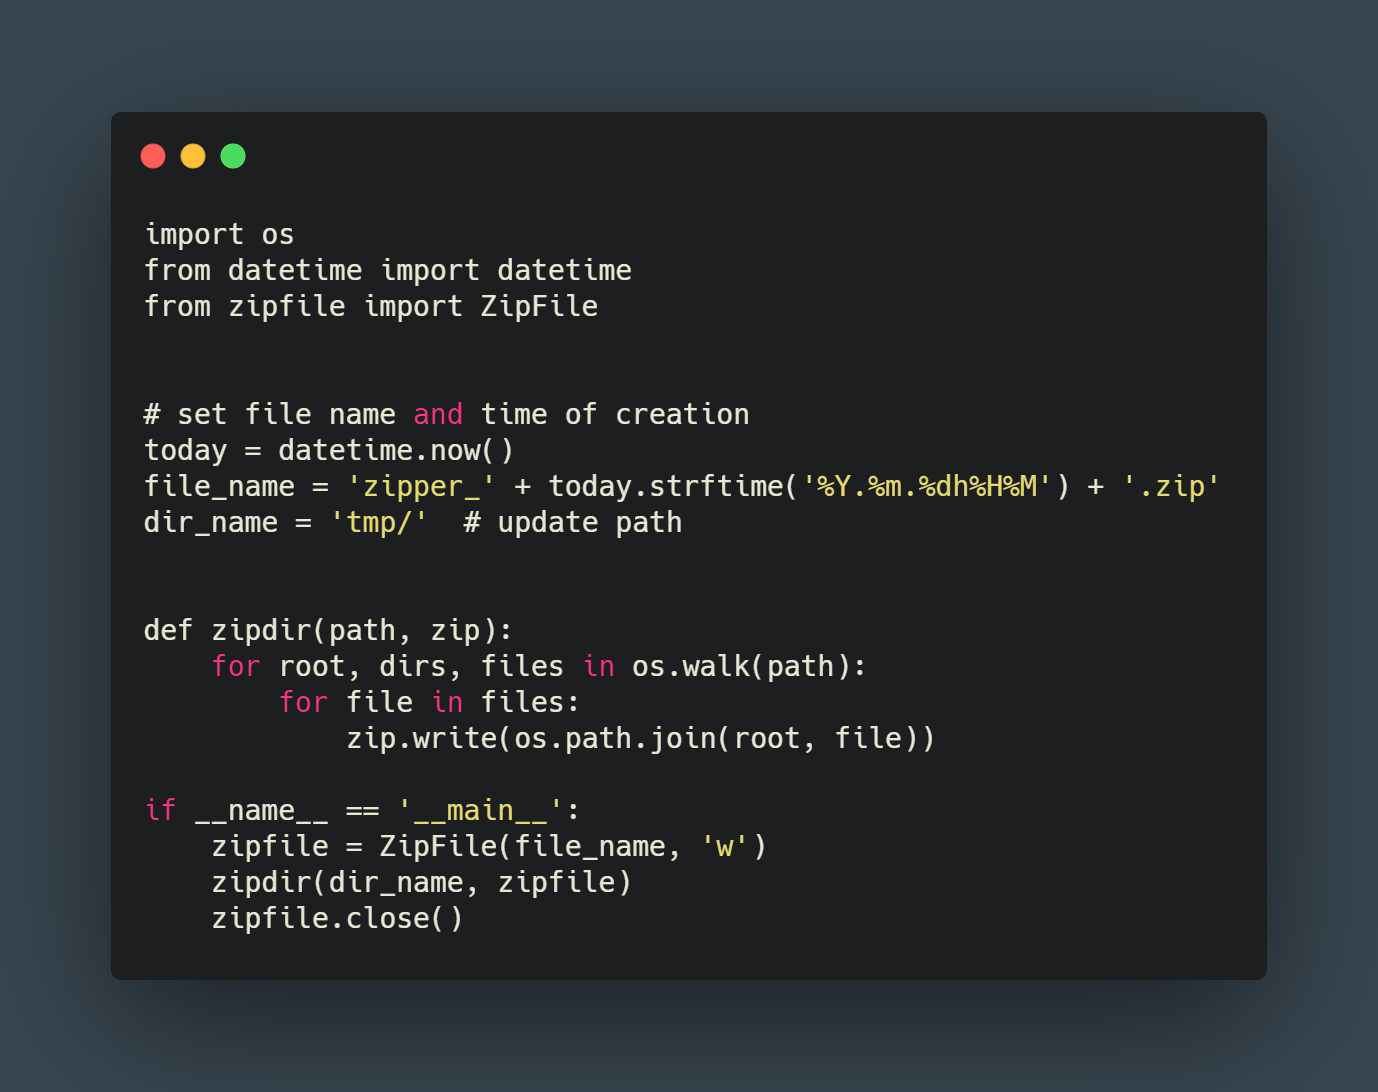 import os
from datetime import datetime
from zipfile import ZipFile
# set file name and time of creation
today = datetime.now()
file_name = 'zipper_' + today.strftime('%Y.%m.%dh%H%M') + '.zip'
dir_name = 'tmp/'  # update path
def zipdir(path, zip):
    for root, dirs, files in os.walk(path):
        for file in files:
            zip.write(os.path.join(root, file))
if __name__ == '__main__':
    zipfile = ZipFile(file_name, 'w')
    zipdir(dir_name, zipfile)
    zipfile.close()